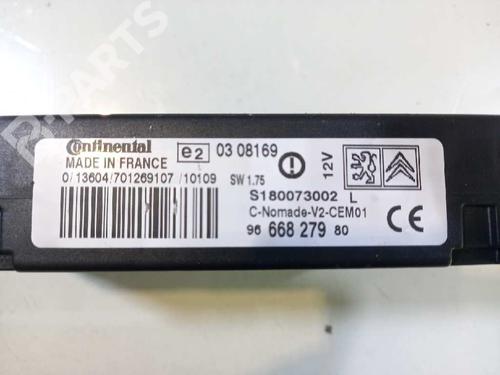 B-PARTS
Continental
MADE IN FRANCE
e2 03 08169
0/13604/701269107/10109
SW 1.75
12V
S180073002 L
C-Nomade-V2-CEM01
96 668 279 80
CE